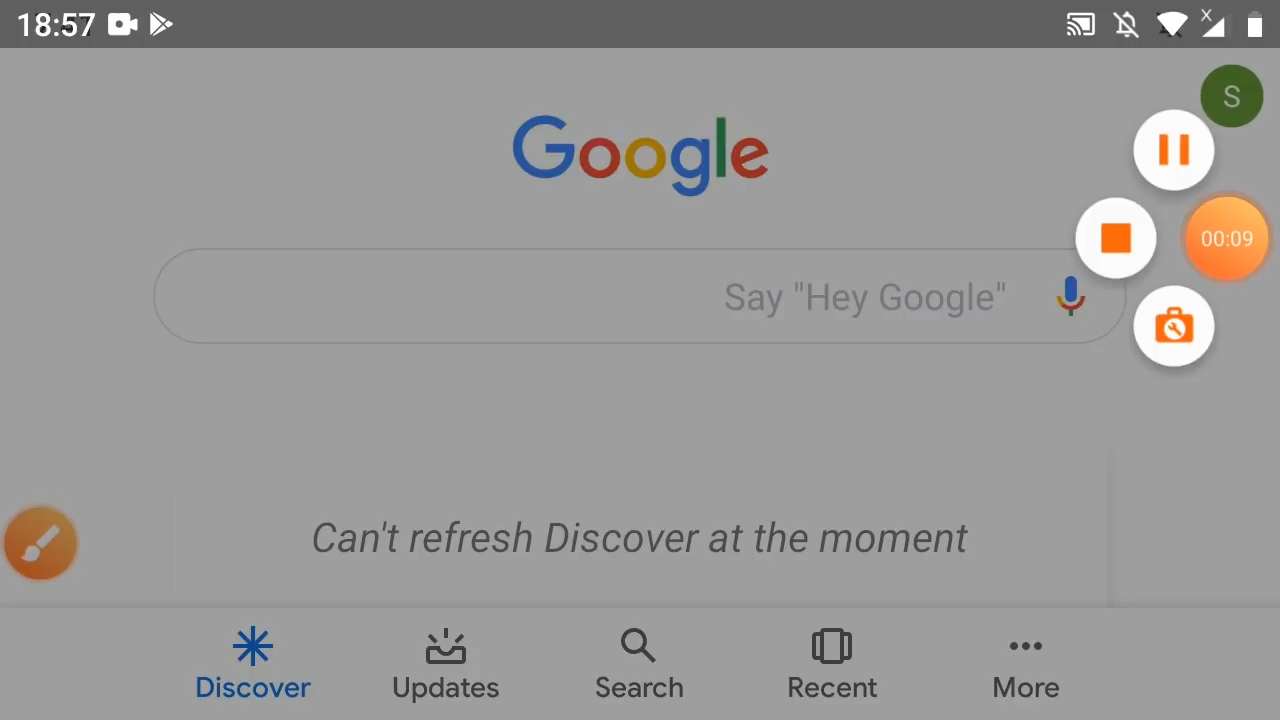 18:57
X
S
Google
00:09
Say "Hey Google"
Can't refresh Discover at the moment
Discover
Updates
Search
Recent
More